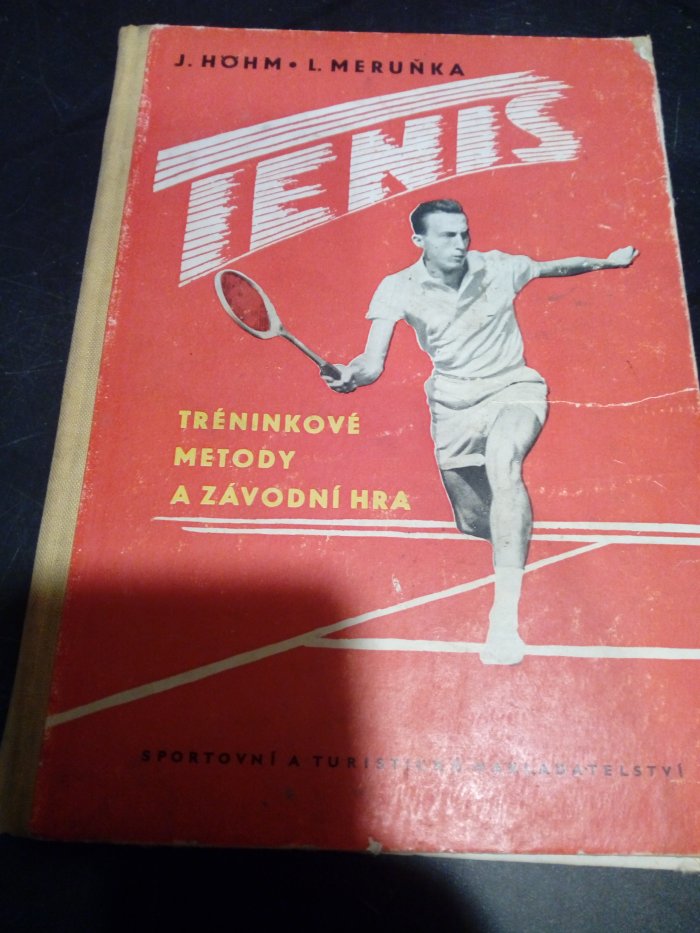 J. HÖHM • L. MERUŇKA
TENIS
TRÉNINKOVÉ
METODY
A ZÁVODNÍ HRA
SPORTOVNÍ A TURISTICKÉ NAKLADATELSTVÍ